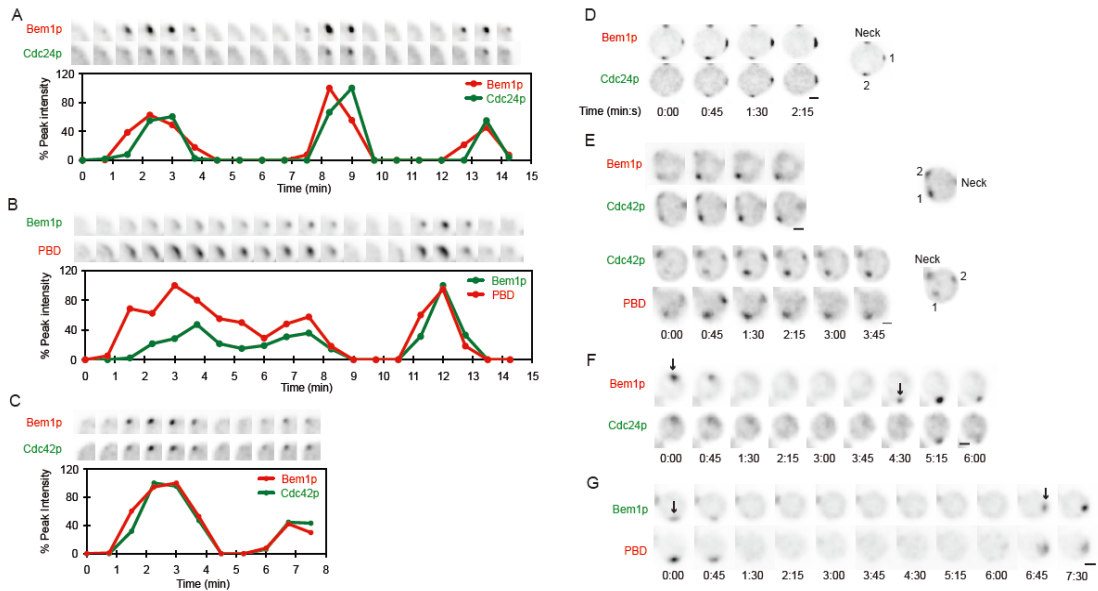 A
Bem1p
Cdc24p
% Peak intensity
120
80
40
0
Bem1p
Cdc24p
0 1 2 3 4 5 6 7 8 9 10 11 12 13 14 15
Time (min)
B
Bem1p
PBD
% Peak intensity
120
80
40
0
Bem1p
PBD
0 1 2 3 4 5 6 7 8 9 10 11 12 13 14 15
Time (min)
C
Bem1p
Cdc42p
% Peak Intensity
120
80
40
0
Bem1p
Cdc42p
0 1 2 3 4 5 6 7 8
Time (min)
D
Bem1p
Cdc24p
Time (min:s) 0:00 0:45 1:30 2:15
Neck
1
2
E
Bem1p
Cdc42p
2
Neck
1
Cdc42p
PBD
0:00 0:45 1:30 2:15 3:00 3:45
Neck
2
1
F
Bem1p
Cdc24p
0:00 0:45 1:30 2:15 3:00 3:45 4:30 5:15 6:00
G
Bem1p
PBD
0:00 0:45 1:30 2:15 3:00 3:45 4:30 5:15 6:00 6:45 7:30